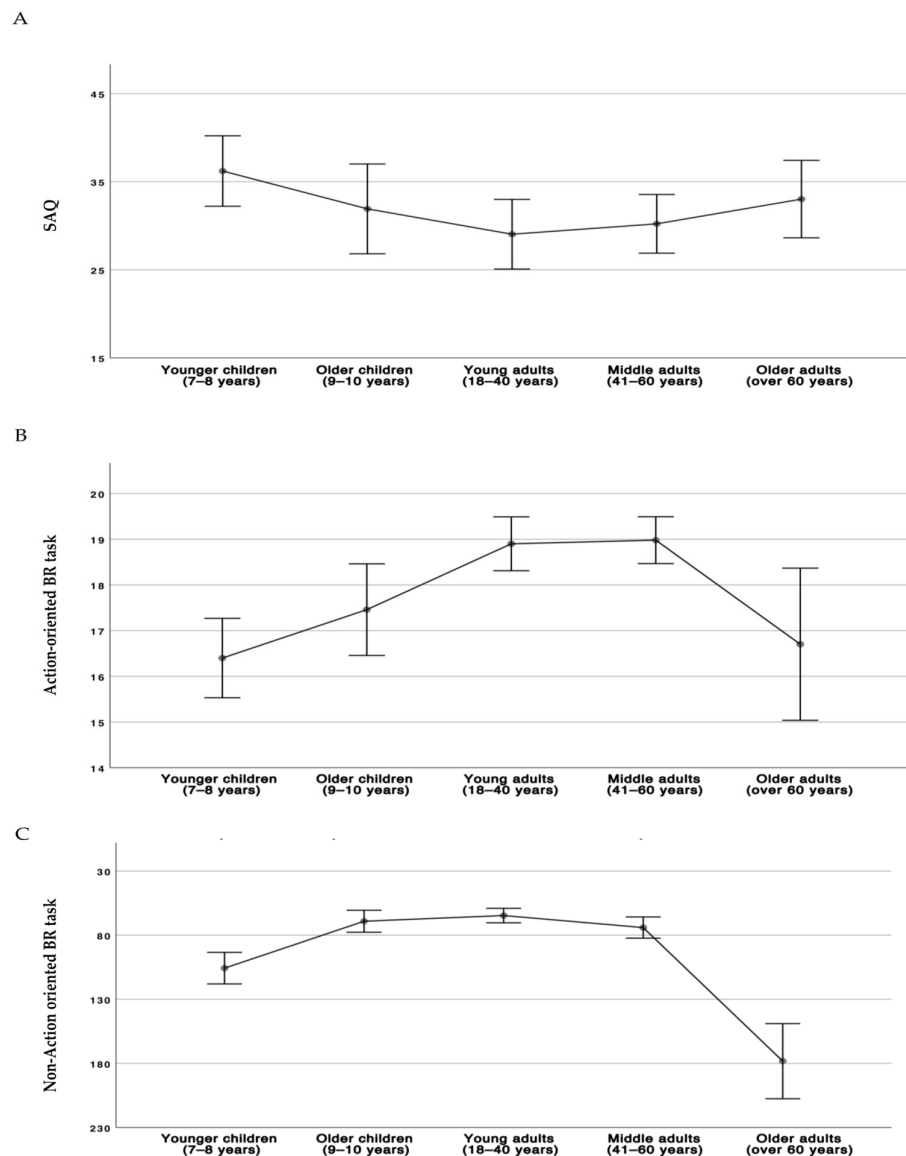 A
45
35
25
15
SAQ
Younger children
(7–8 years)
Older children
(9–10 years)
Young adults
(18–40 years)
Middle adults
(41–60 years)
Older adults
(over 60 years)
B
20
19
18
17
16
15
14
Action-oriented BR task
Younger children
(7–8 years)
Older children
(9–10 years)
Young adults
(18–40 years)
Middle adults
(41–60 years)
Older adults
(over 60 years)
C
30
80
130
180
230
Non-Action oriented BR task
Younger children
(7–8 years)
Older children
(9–10 years)
Young adults
(18–40 years)
Middle adults
(41–60 years)
Older adults
(over 60 years)